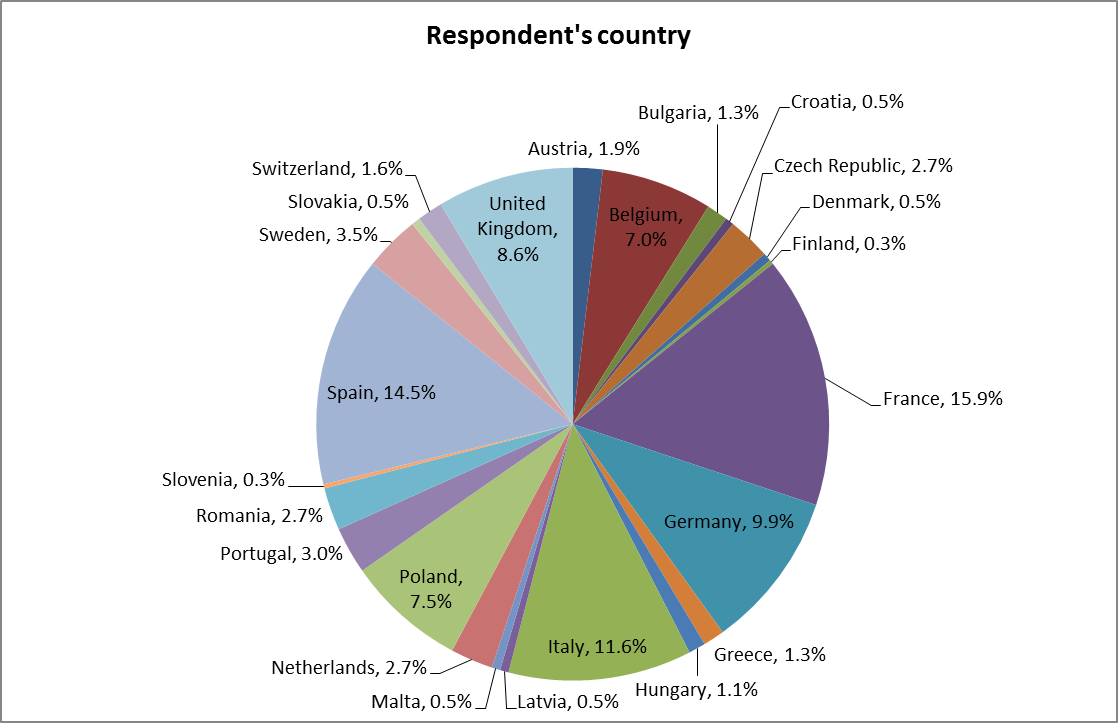 Respondent's country
Austria, 1.9%
Belgium,
7.0%
Bulgaria, 1.3%
Croatia, 0.5%
Czech Republic, 2.7%
Denmark, 0.5%
Finland, 0.3%
France, 15.9%
Germany, 9.9%
Greece, 1.3%
Hungary, 1.1%
Italy, 11.6%
Latvia, 0.5%
Malta, 0.5%
Netherlands, 2.7%
Poland,
7.5%
Portugal, 3.0%
Romania, 2.7%
Slovenia, 0.3%
Spain, 14.5%
Sweden, 3.5%
Slovakia, 0.5%
Switzerland, 1.6%
United
Kingdom,
8.6%